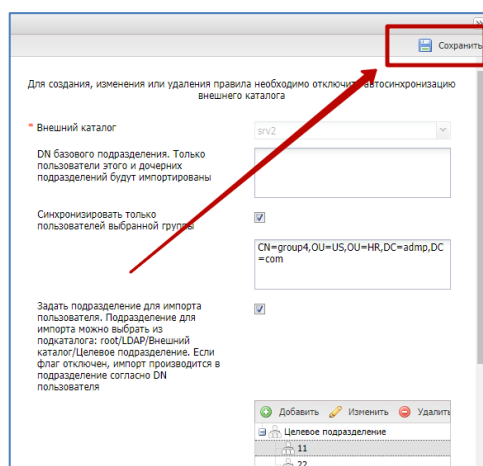 Сохранить
Для создания, изменения или удаления правила необходимо отключить автосинхронизацию
внешнего каталога
* Внешний каталог
srv2
DN базового подразделения. Только
пользователи этого и дочерних
подразделений будут импортированы
Синхронизировать только
пользователей выбранной группы
CN=group4,OU=US,OU=HR,DC=admp,DC
=com
Задать подразделение для импорта
пользователя. Подразделение для
импорта можно выбрать из
подкаталога: root/LDAP/Внешний
каталог/Целевое подразделение. Если
флаг отключен, импорт производится в
подразделение согласно DN
пользователя
Добавить Изменить Удалить
Целевое подразделение
11
22